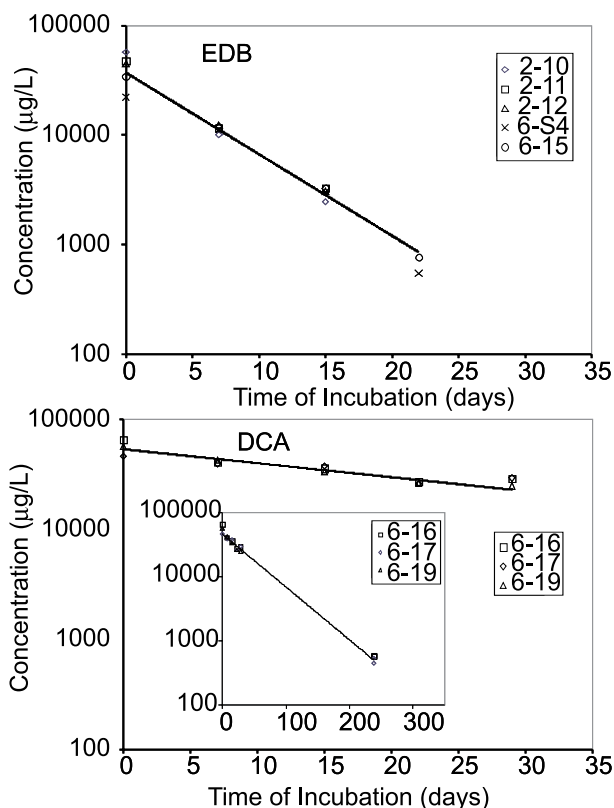 100000
10000
1000
100
Concentration (µg/L)
EDB
2-10
2-11
2-12
6-S4
6-15
0 5 10 15 20 25 30 35
Time of Incubation (days)
100000
10000
1000
100
Concentration (µg/L)
DCA
6-16
6-17
6-19
100000
10000
1000
100
6-16
6-17
6-19
0 100 200 300
0 5 10 15 20 25 30 35
Time of Incubation (days)